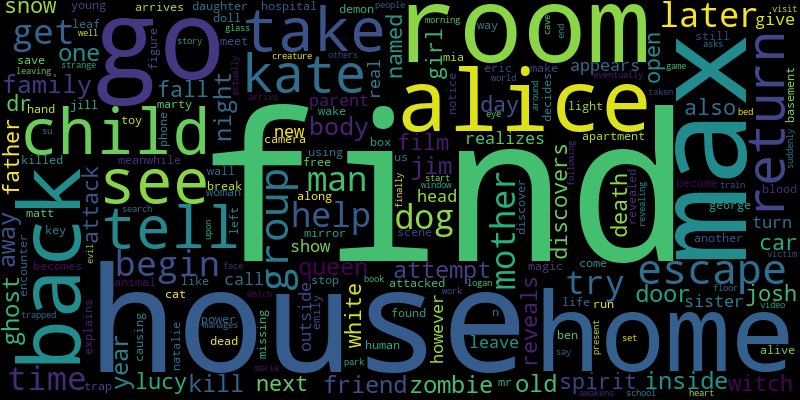 snow
young
arrives
daughter
hospital
demon
people
morning
room
later
visit
leaf
doll
glass
cave
give
get
well
go
figure
meet
take
named
way
end
still
asks
one
story
girl
open
strange
save
creature
others
mia
appears
leaving
kate
real
eric
make
game
eventually
family
fall
night
actually
world
decides
max
return
basement
dr
jill
marty
parent
arrive
notice
day
around
light
taken
bed
suddenly
hand
toy
phone
wake
alice
also
child
su
new
body
box
film
us
realizes
apartment
camera
father
killed
meanwhile
using
free
wall
jim
become
train
break
man
head
start
blood
see
woman
along
window
following
revealed
revealing
george
away
back
matt
search
upon
left
group
help
dog
discovers
death
turn
key
attack
tell
mirror
finally
scene
mother
discover
another
car
find
encounter
show
evil
begin
queen
attempt
escape
ghost
becomes
animal
like
call
face
stop
attacked
magic
come
try
door
sister
floor
victim
explains
cat
watch
book
logan
work
reveals
life
run
josh
video
trapped
year
causing
power
manages
missing
outside
emily
white
found
however
n
ben
present
set
house
home
natalie
dead
human
leave
say
alive
park
time
trap
lucy
kill
marie
next
friend
zombie
mr
old
spirit
inside
witch
awakens
school
heart